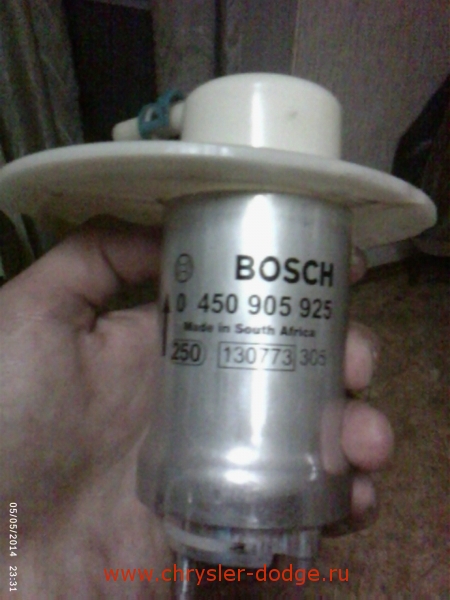 BOSCH
0 450 905 925
Made in South Africa
250 130773 305
05/05/2014 23:31
www.chrysler-dodge.ru